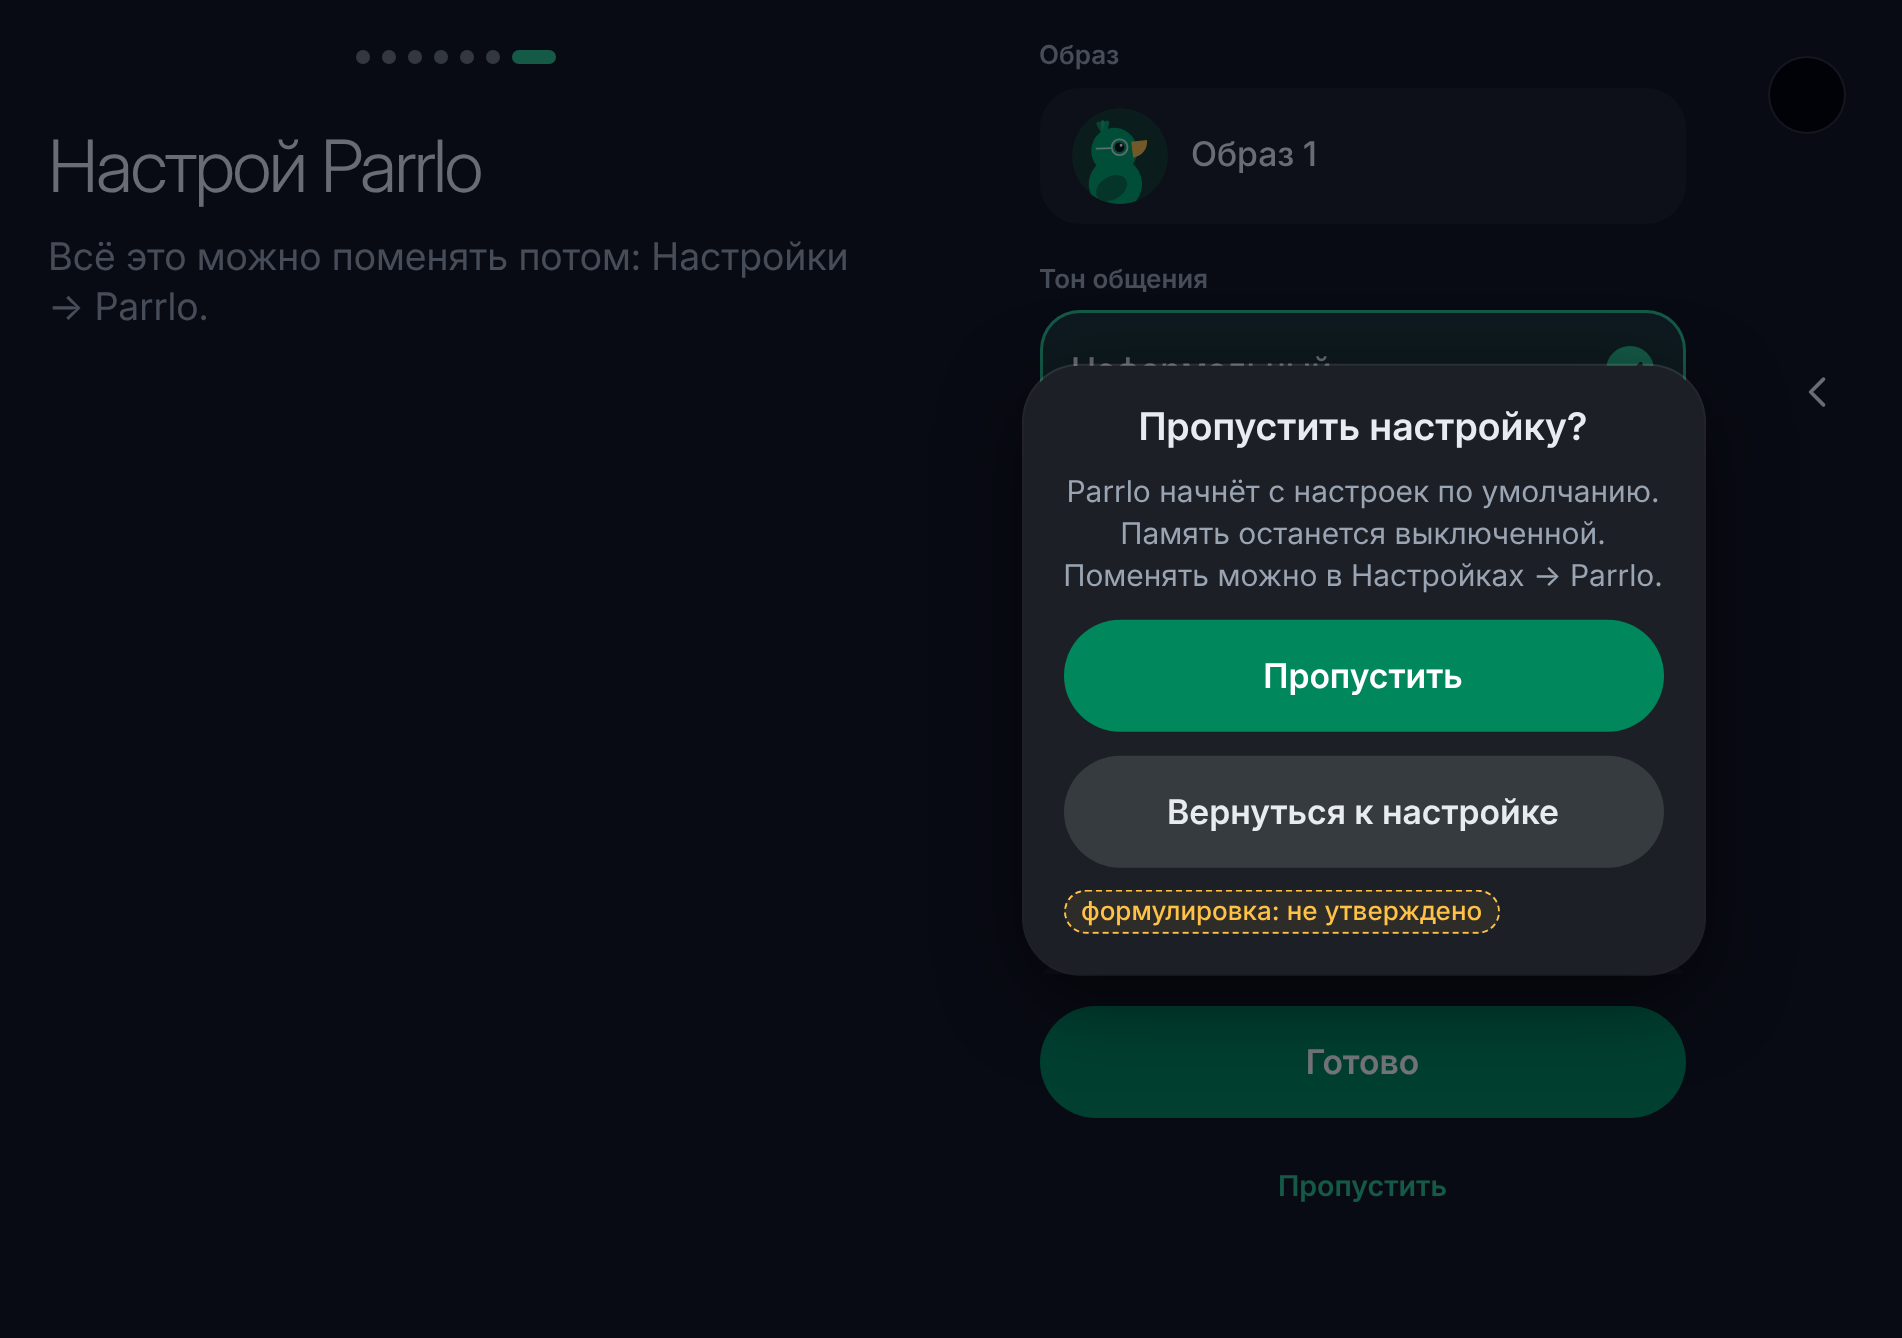 Настрой Parrlo
Всё это можно поменять потом: Настройки
→ Parrlo.
Образ
Образ 1
Тон общения
Неформальный
Пропустить настройку?
Parrlo начнёт с настроек по умолчанию.
Память останется выключенной.
Поменять можно в Настройках → Parrlo.
Пропустить
Вернуться к настройке
формулировка: не утверждено
Готово
Пропустить